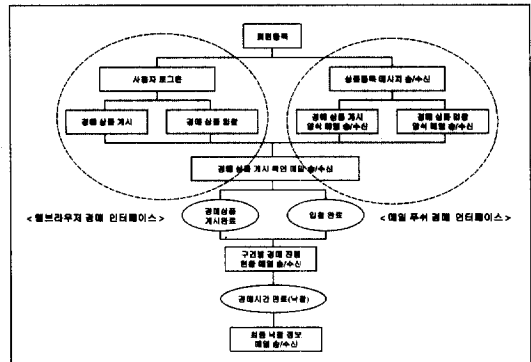 회원등록
사용자 로그온
상품등록 메시지 송/수신
경매 상품 게시
경매 상품 입찰
경매 상품 게시
양식 메일 송/수신
경매 상품 입찰
양식 메일 송/수신
경매 상품 게시 확인 메일 송/수신
< 웹브라우저 경매 인터페이스 >
경매상품
게시완료
입찰 완료
< 메일 푸쉬 경매 인터페이스 >
구간별 경매 진행
현황 메일 송/수신
경매시간 완료(낙찰)
최종 낙찰 정보
메일 송/수신